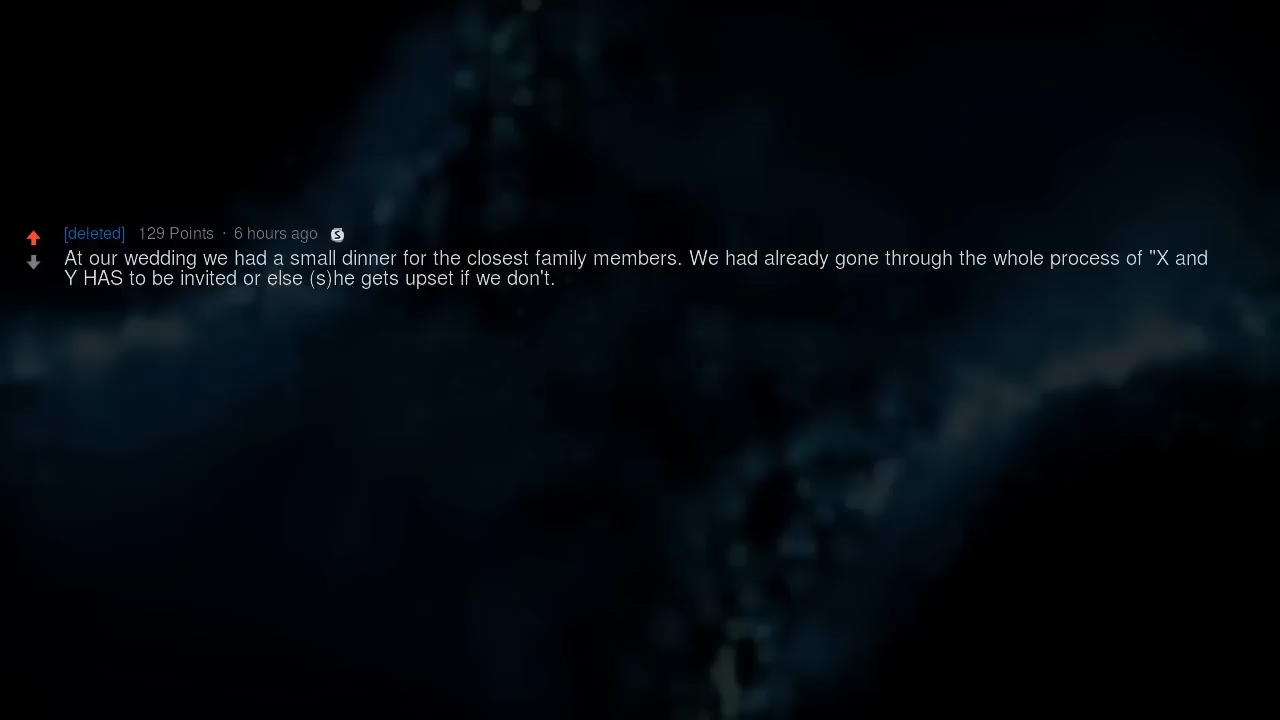 [deleted] 129 Points · 6 hours ago S
At our wedding we had a small dinner for the closest family members. We had already gone through the whole process of "X and
Y HAS to be invited or else (s)he gets upset if we don't.